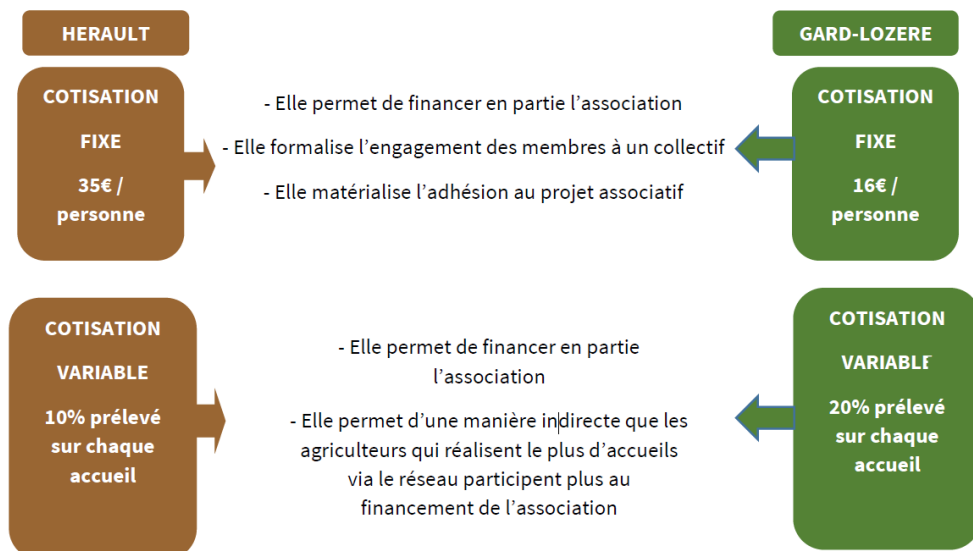 HERAULT
GARD-LOZERE
COTISATION
FIXE
35€ /
personne
- Elle permet de financer en partie l'association
- Elle formalise l'engagement des membres à un collectif
- Elle matérialise l'adhésion au projet associatif
COTISATION
FIXE
16€ /
personne
COTISATION
VARIABLE
10% prélevé
sur chaque
accueil
- Elle permet de financer en partie
l'association
- Elle permet d'une manière indirecte que les
agriculteurs qui réalisent le plus d'accueils
via le réseau participent plus au
financement de l'association
COTISATION
VARIABLE
20% prélevé
sur chaque
accueil